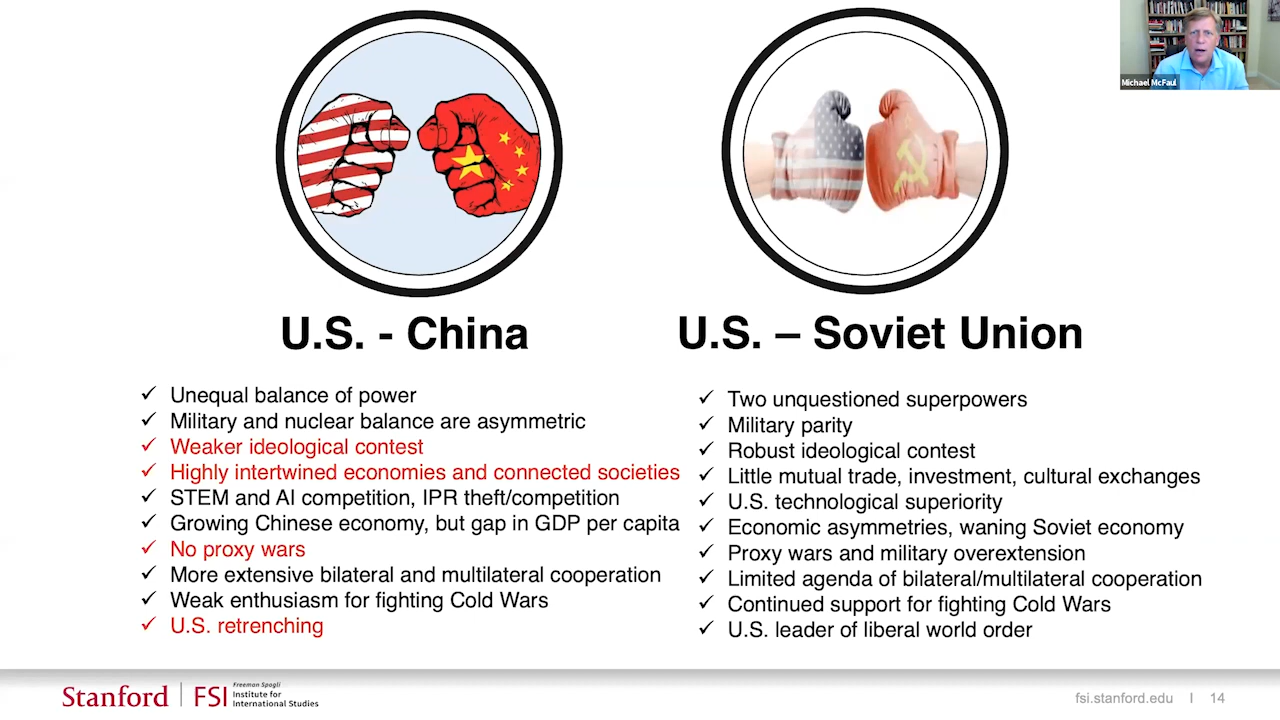 Michael McFaul
U.S. - China
Unequal balance of power
Military and nuclear balance are asymmetric
Weaker ideological contest
Highly intertwined economies and connected societies
STEM and AI competition, IPR theft/competition
Growing Chinese economy, but gap in GDP per capita
No proxy wars
More extensive bilateral and multilateral cooperation
Weak enthusiasm for fighting Cold Wars
U.S. retrenching
U.S. – Soviet Union
Two unquestioned superpowers
Military parity
Robust ideological contest
Little mutual trade, investment, cultural exchanges
U.S. technological superiority
Economic asymmetries, waning Soviet economy
Proxy wars and military overextension
Limited agenda of bilateral/multilateral cooperation
Continued support for fighting Cold Wars
U.S. leader of liberal world order
Stanford | FSI
Freeman Spogli
Institute for
International Studies
fsi.stanford.edu | 14